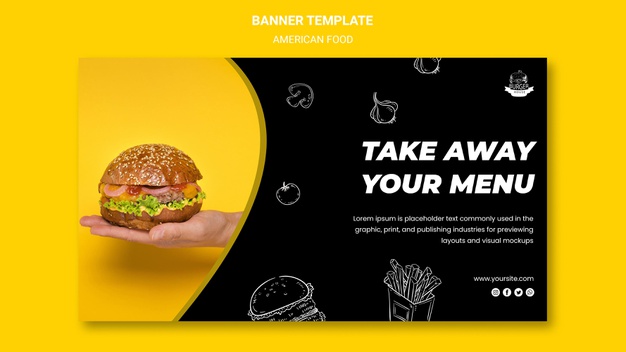 BANNER TEMPLATE
AMERICAN FOOD
BURGER
HOUSE
TAKE AWAY
YOUR MENU
Lorem ipsum is placeholder text commonly used in the
graphic, print, and publishing industries for previewing
layouts and visual mockups
www.yoursite.com